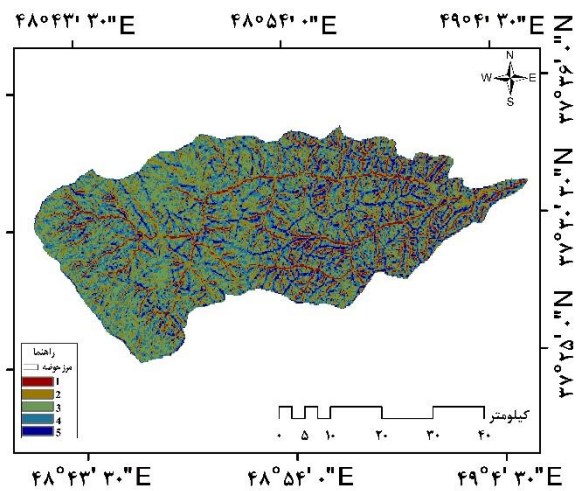 ۴۸°۴۳' ۳۰"E ۴۸°۵۴' ۰"E ۴۹°۴' ۳۰"E
N
W E
S
۳۷°۳۶' ۰"N
۳۷°۳۰' ۳۰"N
۳۷°۲۵' ۰"N
راهنما
مرز حوضه
1
2
3
4
5
کیلومتر
۰ ۵ ۱۰ ۲۰ ۳۰ ۴۰
۴۸°۴۳' ۳۰"E ۴۸°۵۴' ۰"E ۴۹°۴' ۳۰"E